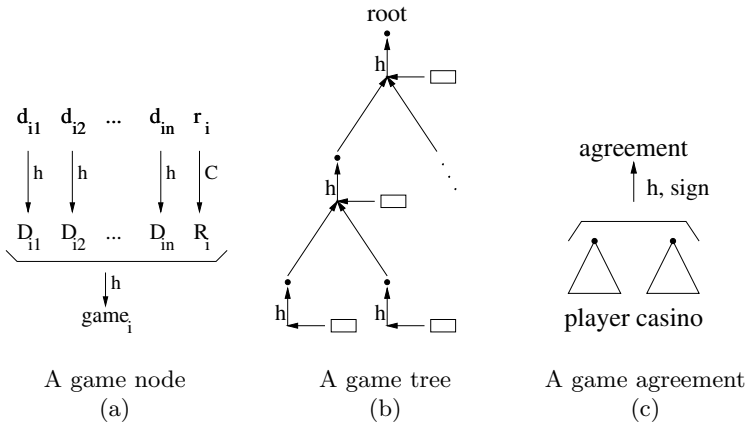 d_i1 d_i2 ... d_in r_i
h h h C
D_i1 D_i2 ... D_in R_i
h
game_i
A game node
(a)
root
h
h
h h
A game tree
(b)
agreement
h, sign
player casino
A game agreement
(c)